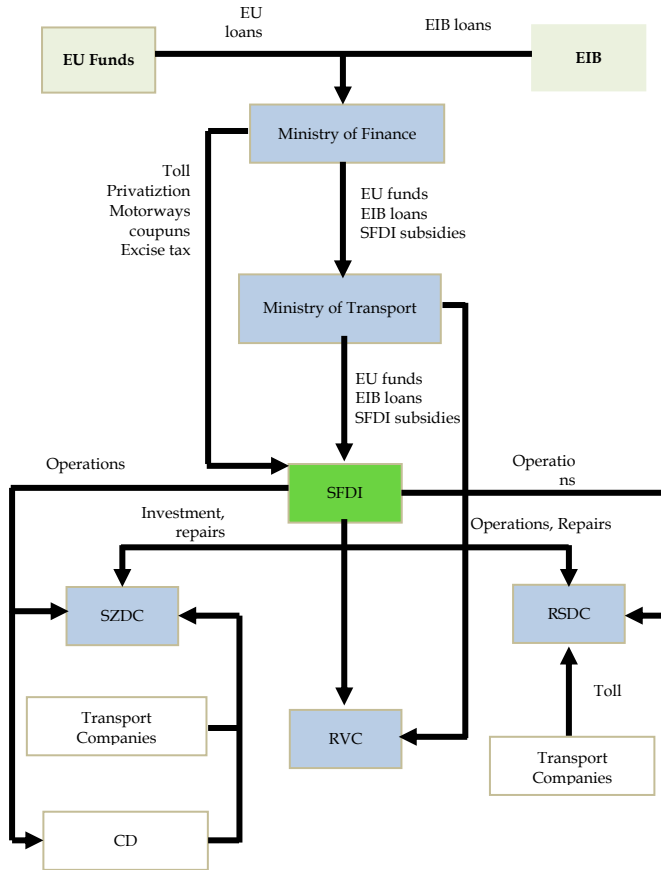 EU
loans
EIB loans
EU Funds
EIB
Ministry of Finance
Toll
Privatiztion
Motorways
coupuns
Excise tax
EU funds
EIB loans
SFDI subsidies
Ministry of Transport
EU funds
EIB loans
SFDI subsidies
Operations
Operatio
ns
SFDI
Investment,
repairs
Operations, Repairs
SZDC
RSDC
Toll
Transport
Companies
RVC
Transport
Companies
CD